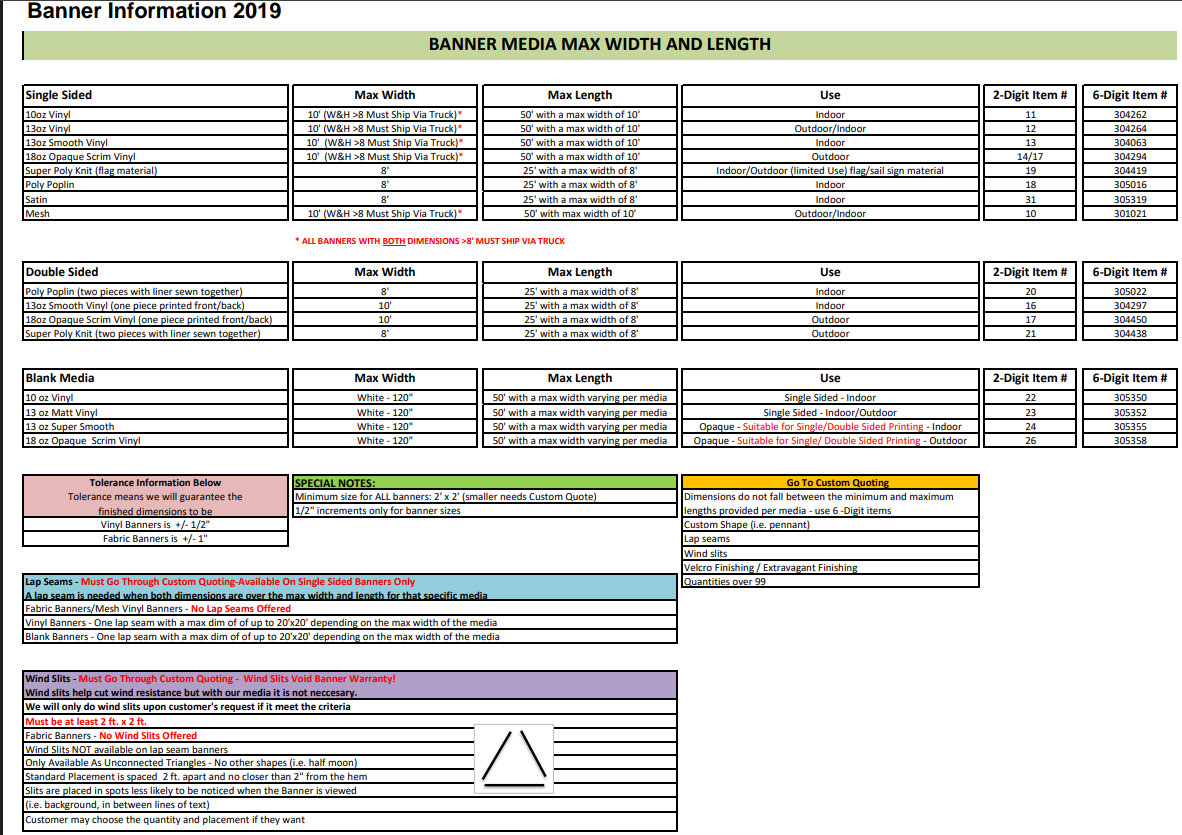 Banner Information 2019
BANNER MEDIA MAX WIDTH AND LENGTH
Single Sided Max Width Max Length Use 2-Digit Item # 6-Digit Item #
10oz Vinyl 10' (W&H >8 Must Ship Via Truck)* 50' with a max width of 10' Indoor 11 304262
13oz Vinyl 10' (W&H >8 Must Ship Via Truck)* 50' with a max width of 10' Outdoor/Indoor 12 304264
13oz Smooth Vinyl 10' (W&H >8 Must Ship Via Truck)* 50' with a max width of 10' Indoor 13 304063
18oz Opaque Scrim Vinyl 10' (W&H >8 Must Ship Via Truck)* 50' with a max width of 10' Outdoor 14/17 304294
Super Poly Knit (flag material) 8' 25' with a max width of 8' Indoor/Outdoor (limited Use) flag/sail sign material 19 304419
Poly Poplin 8' 25' with a max width of 8' Indoor 18 305016
Satin 8' 25' with a max width of 8' Indoor 31 305319
Mesh 10' (W&H >8 Must Ship Via Truck)* 50' with max width of 10' Outdoor/Indoor 10 301021
* ALL BANNERS WITH BOTH DIMENSIONS >8' MUST SHIP VIA TRUCK
Double Sided Max Width Max Length Use 2-Digit Item # 6-Digit Item #
Poly Poplin (two pieces with liner sewn together) 8' 25' with a max width of 8' Indoor 20 305022
13oz Smooth Vinyl (one piece printed front/back) 10' 25' with a max width of 8' Indoor 16 304297
18oz Opaque Scrim Vinyl (one piece printed front/back) 10' 25' with a max width of 8' Outdoor 17 304450
Super Poly Knit (two pieces with liner sewn together) 8' 25' with a max width of 8' Outdoor 21 304438
Blank Media Max Width Max Length Use 2-Digit Item # 6-Digit Item #
10 oz Vinyl White - 120" 50' with a max width varying per media Single Sided - Indoor 22 305350
13 oz Matt Vinyl White - 120" 50' with a max width varying per media Single Sided - Indoor/Outdoor 23 305352
13 oz Super Smooth White - 120" 50' with a max width varying per media Opaque - Suitable for Single/Double Sided Printing - Indoor 24 305355
18 oz Opaque Scrim Vinyl White - 120" 50' with a max width varying per media Opaque - Suitable for Single/ Double Sided Printing - Outdoor 26 305358
Tolerance Information Below
Tolerance means we will guarantee the
finished dimensions to be
Vinyl Banners is +/- 1/2"
Fabric Banners is +/- 1"
SPECIAL NOTES:
Minimum size for ALL banners: 2' x 2' (smaller needs Custom Quote)
1/2" increments only for banner sizes
Go To Custom Quoting
Dimensions do not fall between the minimum and maximum
lengths provided per media - use 6 -Digit items
Custom Shape (i.e. pennant)
Lap seams
Wind slits
Velcro Finishing / Extravagant Finishing
Quantities over 99
Lap Seams - Must Go Through Custom Quoting-Available On Single Sided Banners Only
A lap seam is needed when both dimensions are over the max width and length for that specific media
Fabric Banners/Mesh Vinyl Banners - No Lap Seams Offered
Vinyl Banners - One lap seam with a max dim of of up to 20'x20' depending on the max width of the media
Blank Banners - One lap seam with a max dim of of up to 20'x20' depending on the max width of the media
Wind Slits - Must Go Through Custom Quoting - Wind Slits Void Banner Warranty!
Wind slits help cut wind resistance but with our media it is not neccesary.
We will only do wind slits upon customer's request if it meet the criteria
Must be at least 2 ft. x 2 ft.
Fabric Banners - No Wind Slits Offered
Wind Slits NOT available on lap seam banners
Only Available As Unconnected Triangles - No other shapes (i.e. half moon)
Standard Placement is spaced 2 ft. apart and no closer than 2" from the hem
Slits are placed in spots less likely to be noticed when the Banner is viewed
(i.e. background, in between lines of text)
Customer may choose the quantity and placement if they want